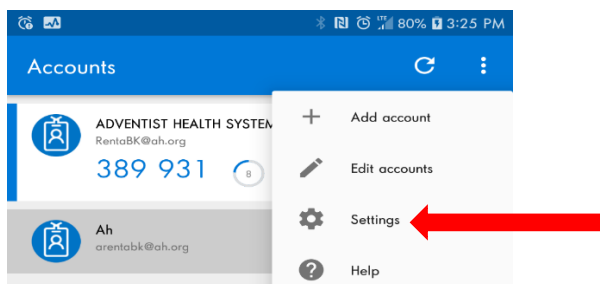 LTE 80% 3:25 PM
Accounts
ADVENTIST HEALTH SYSTEM
RentaBK@ah.org
389 931 8
Ah
arentabk@ah.org
Add account
Edit accounts
Settings
? Help